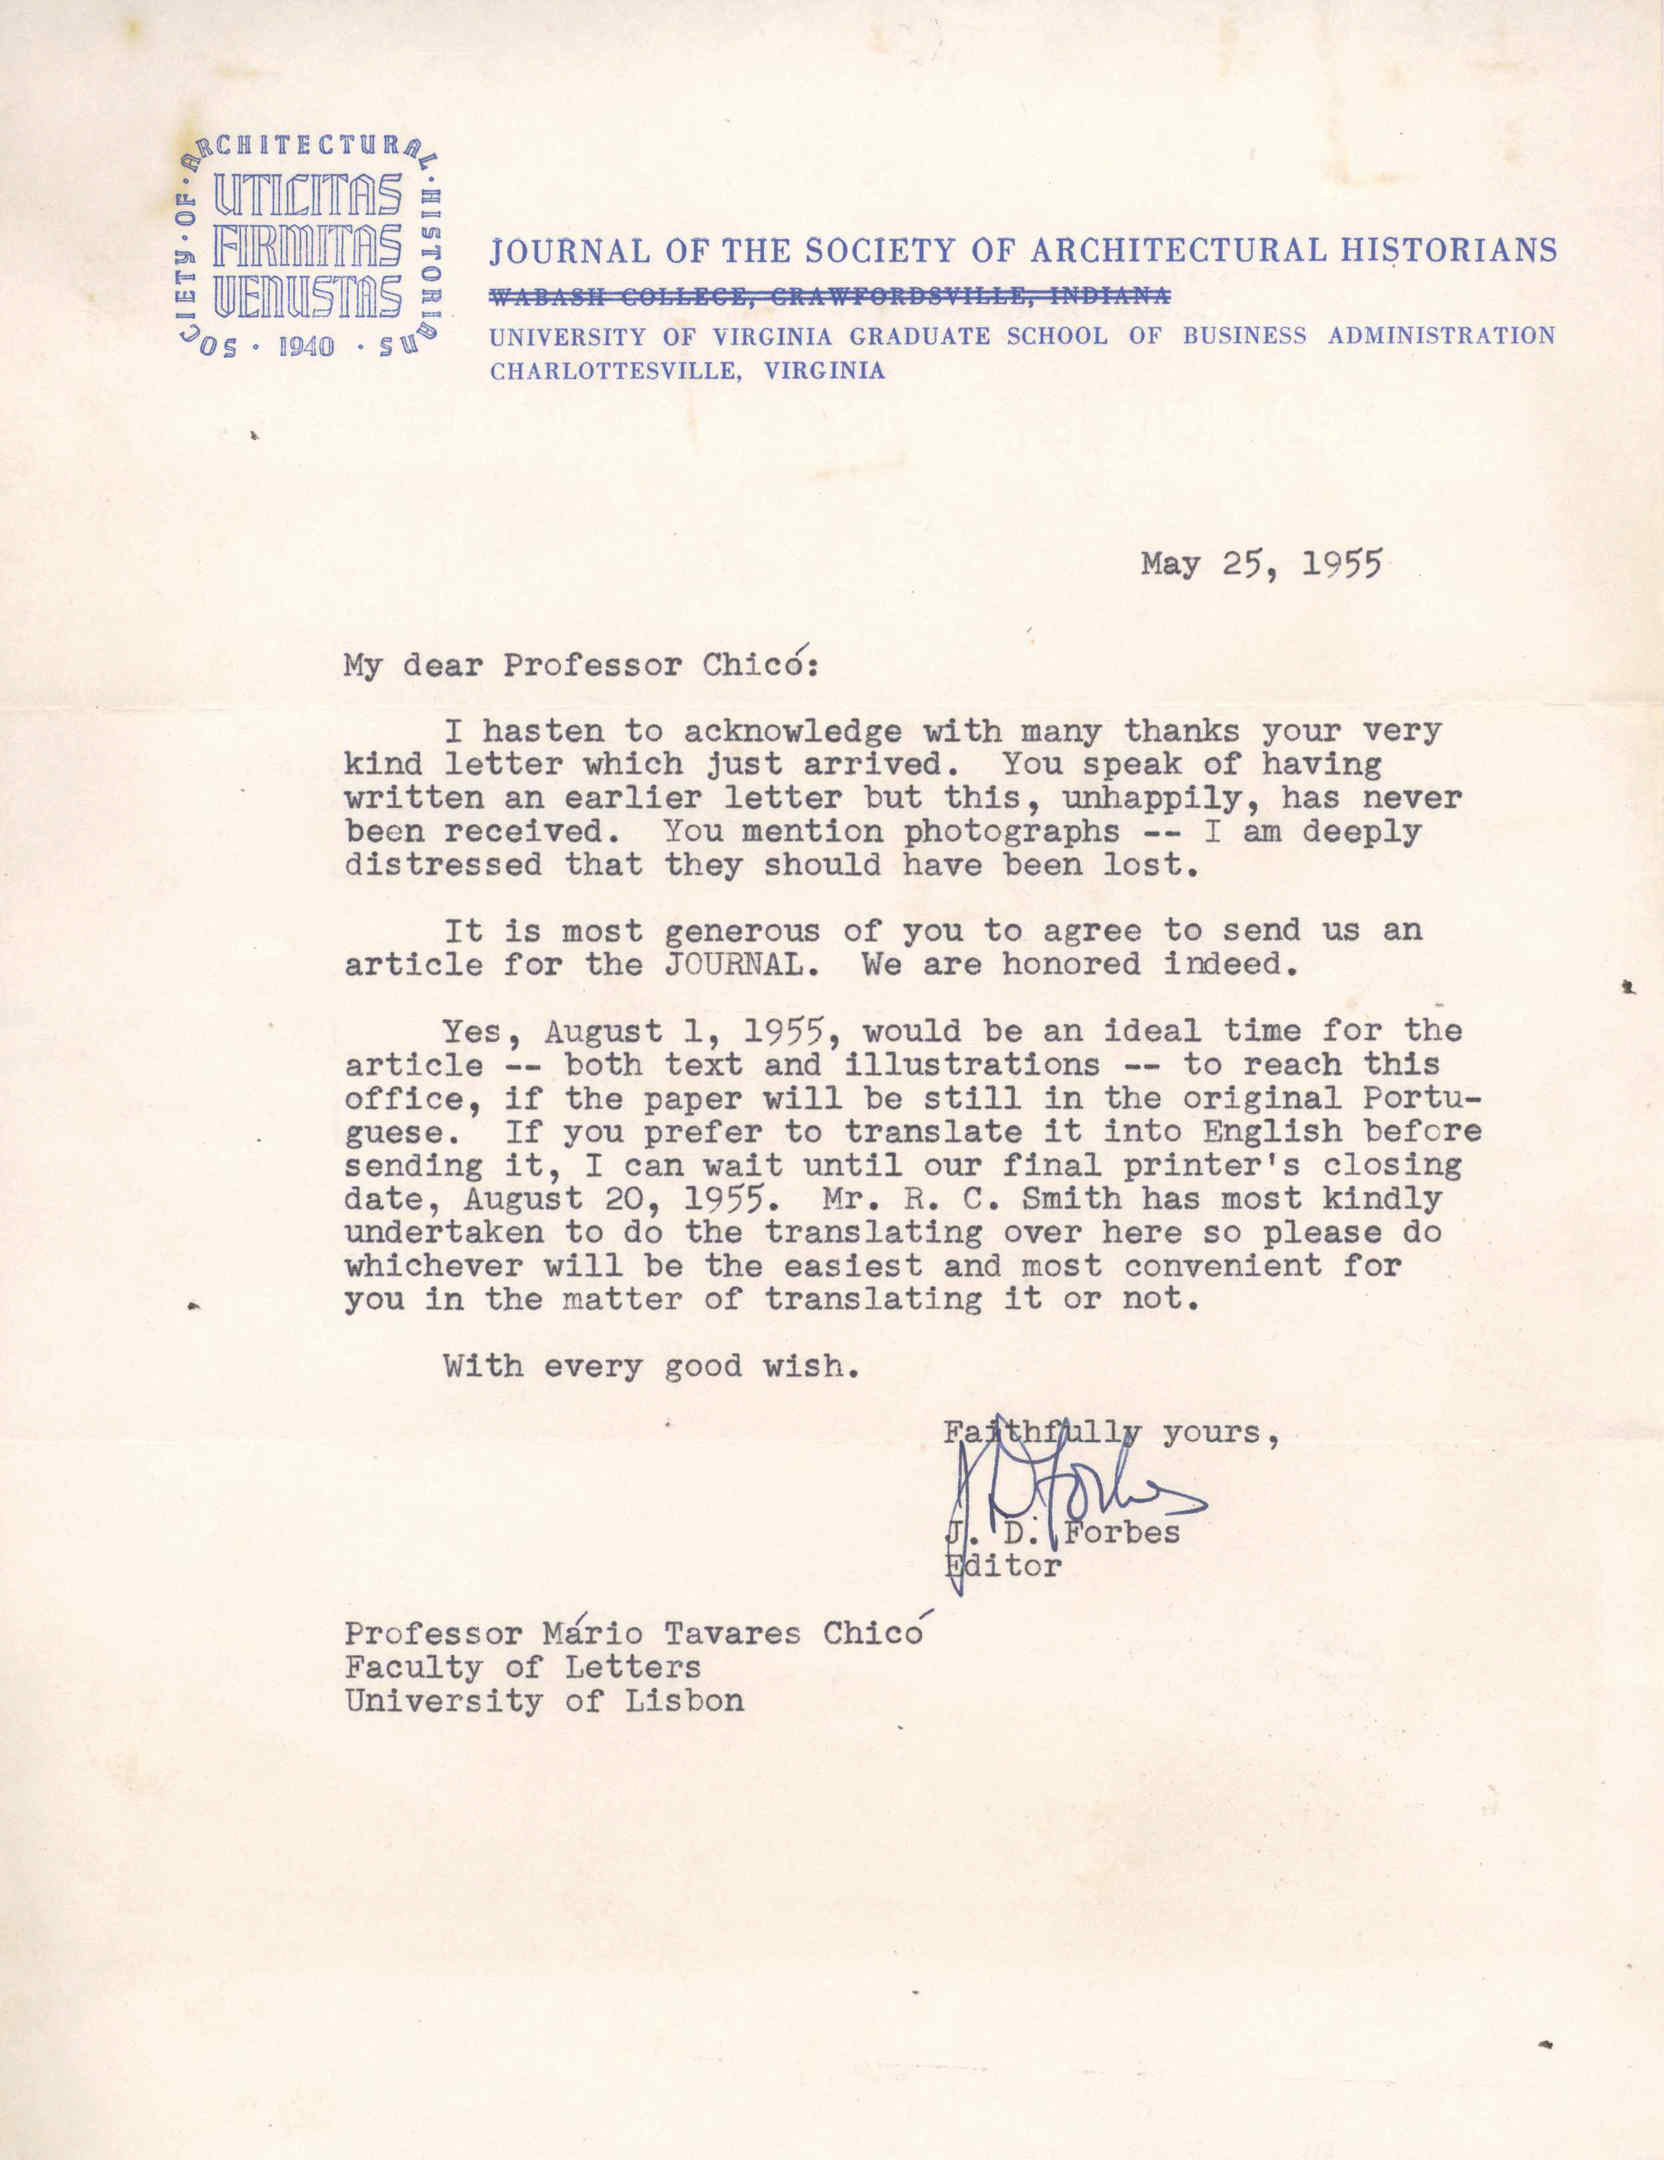 SOCIETY · OF · ARCHITECTURAL · HISTORIANS · 1940 ·
UTILITAS
FIRMITAS
VENUSTAS
JOURNAL OF THE SOCIETY OF ARCHITECTURAL HISTORIANS
WABASH COLLEGE, CRAWFORDSVILLE, INDIANA
UNIVERSITY OF VIRGINIA GRADUATE SCHOOL OF BUSINESS ADMINISTRATION
CHARLOTTESVILLE, VIRGINIA
May 25, 1955
My dear Professor Chicó:
I hasten to acknowledge with many thanks your very
kind letter which just arrived. You speak of having
written an earlier letter but this, unhappily, has never
been received. You mention photographs -- I am deeply
distressed that they should have been lost.
It is most generous of you to agree to send us an
article for the JOURNAL. We are honored indeed.
Yes, August 1, 1955, would be an ideal time for the
article -- both text and illustrations -- to reach this
office, if the paper will be still in the original Portu-
guese. If you prefer to translate it into English before
sending it, I can wait until our final printer's closing
date, August 20, 1955. Mr. R. C. Smith has most kindly
undertaken to do the translating over here so please do
whichever will be the easiest and most convenient for
you in the matter of translating it or not.
With every good wish.
Faithfully yours,
J D Forbes
J. D. Forbes
Editor
Professor Mário Tavares Chicó
Faculty of Letters
University of Lisbon